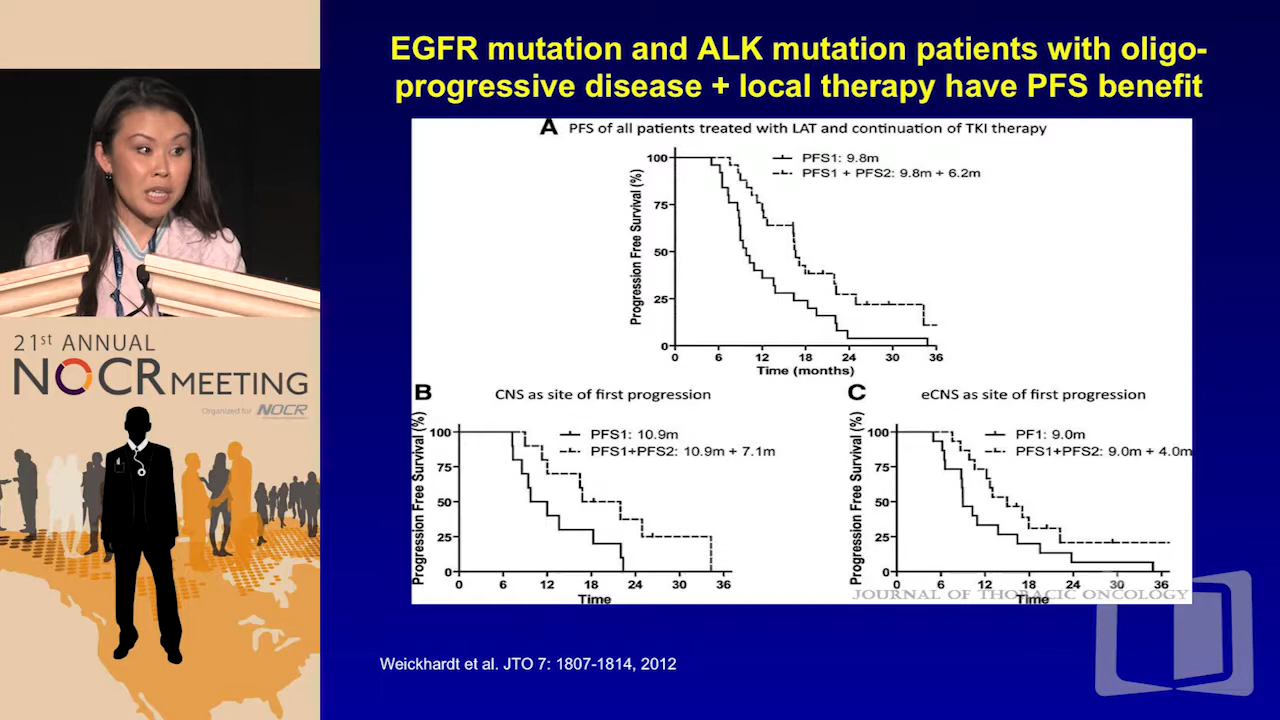 EGFR mutation and ALK mutation patients with oligo-
progressive disease + local therapy have PFS benefit
A PFS of all patients treated with LAT and continuation of TKI therapy
PFS1: 9.8m
PFS1 + PFS2: 9.8m + 6.2m
Progression Free Survival (%)
100
75
50
25
0
0 6 12 18 24 30 36
Time (months)
B CNS as site of first progression
PFS1: 10.9m
PFS1+PFS2: 10.9m + 7.1m
Progression Free Survival (%)
100
75
50
25
0
0 6 12 18 24 30 36
Time
C eCNS as site of first progression
PF1: 9.0m
PFS1+PFS2: 9.0m + 4.0m
Progression Free Survival (%)
100
75
50
25
0
0 6 12 18 24 30 36
Time
JOURNAL OF THORACIC ONCOLOGY
Weickhardt et al. JTO 7: 1807-1814, 2012
21st ANNUAL
NOCR MEETING
Organized for NOCR